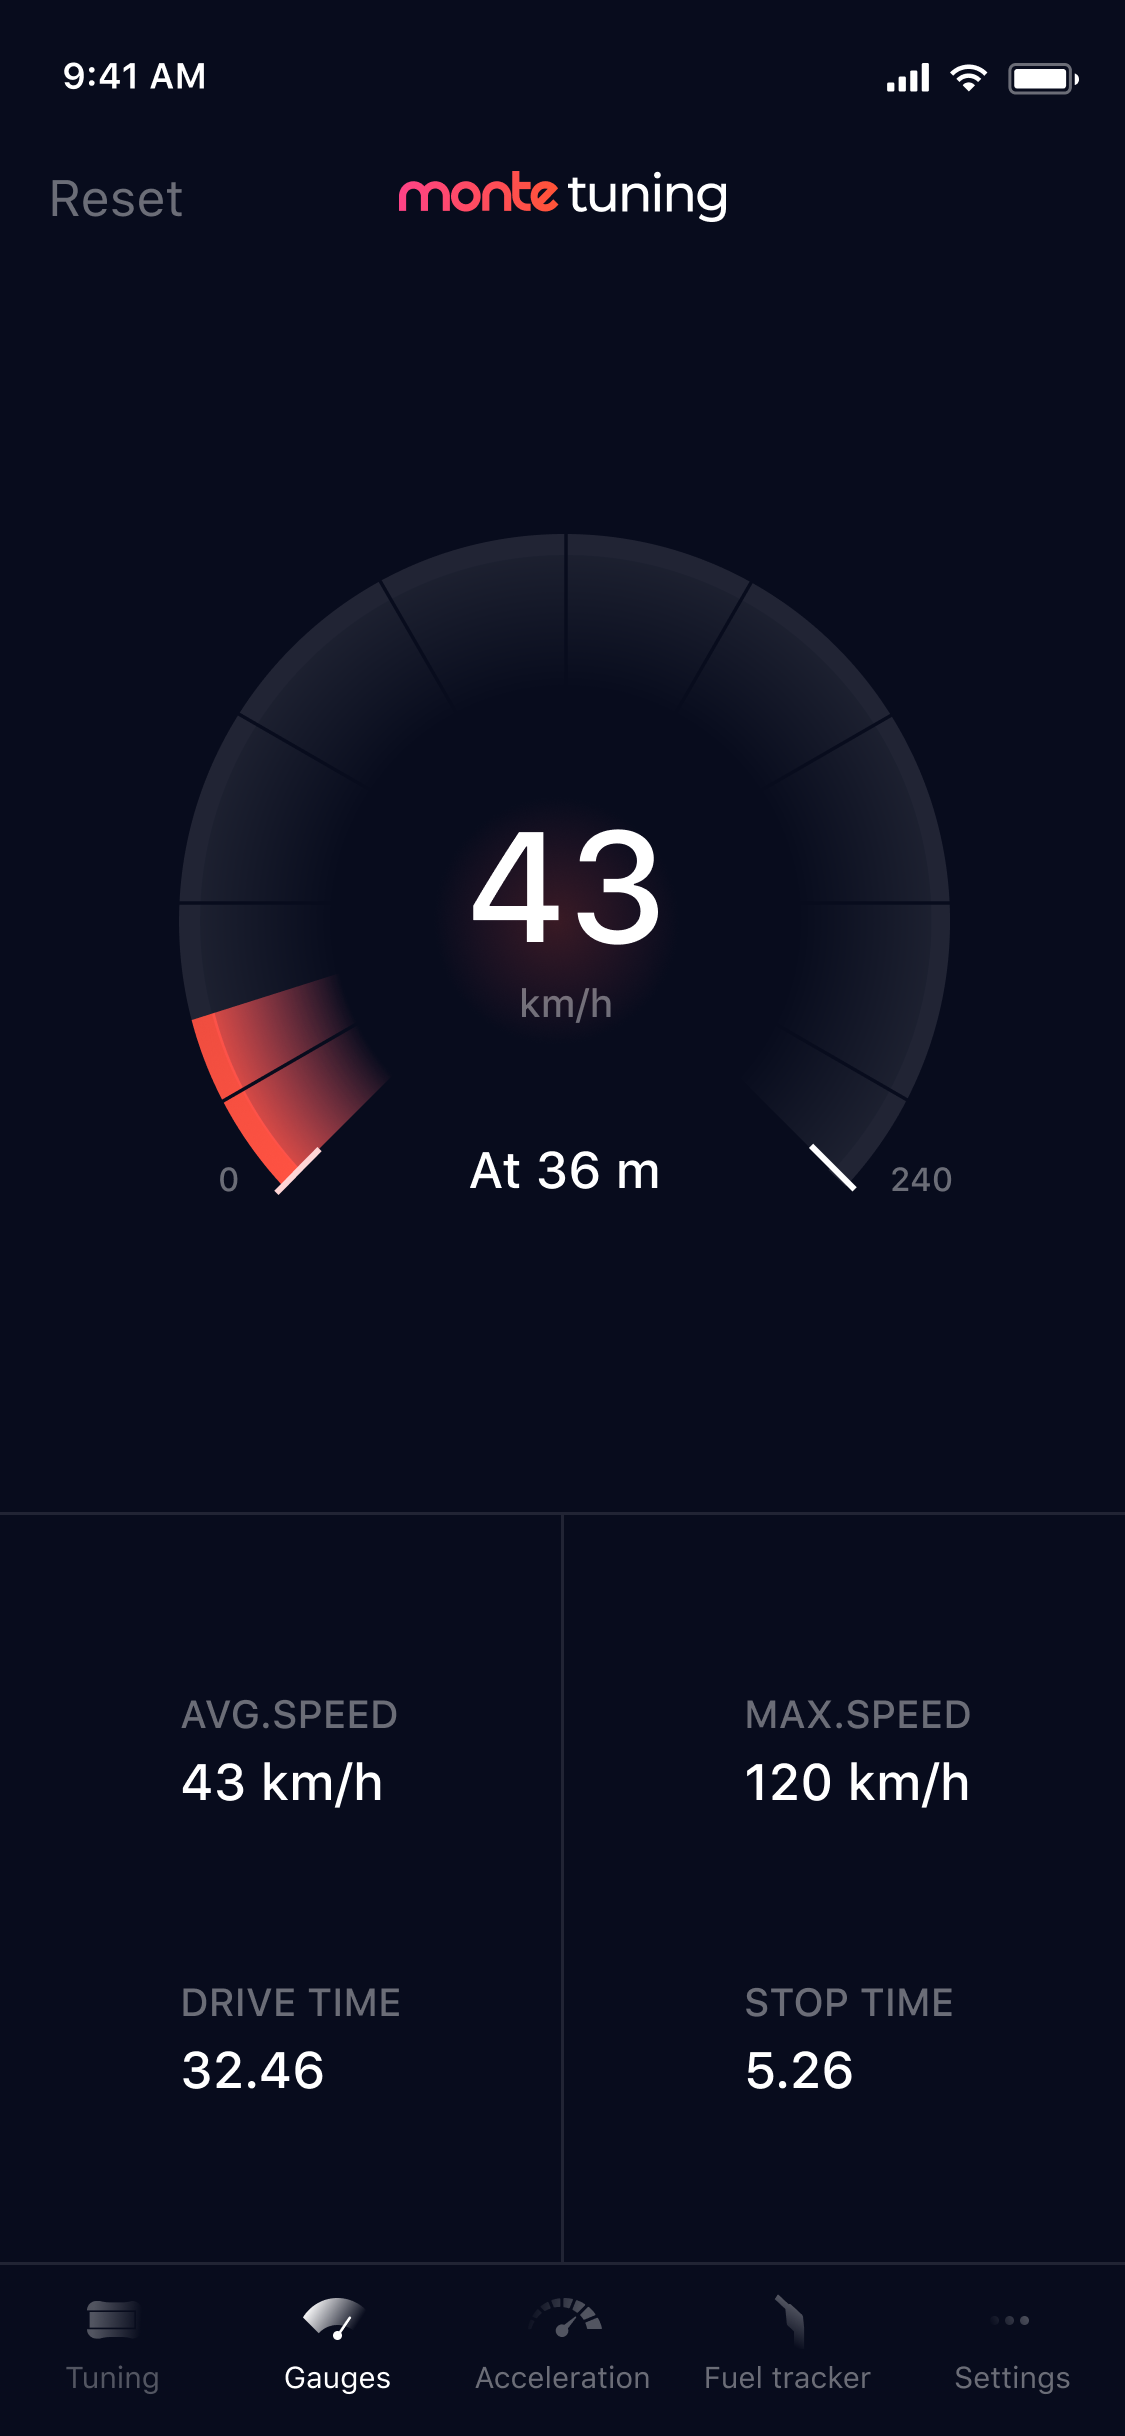 9:41 AM
Reset
monte tuning
43
km/h
At 36 m
0
240
AVG.SPEED
43 km/h
MAX.SPEED
120 km/h
DRIVE TIME
32.46
STOP TIME
5.26
Tuning
Gauges
Acceleration
Fuel tracker
Settings